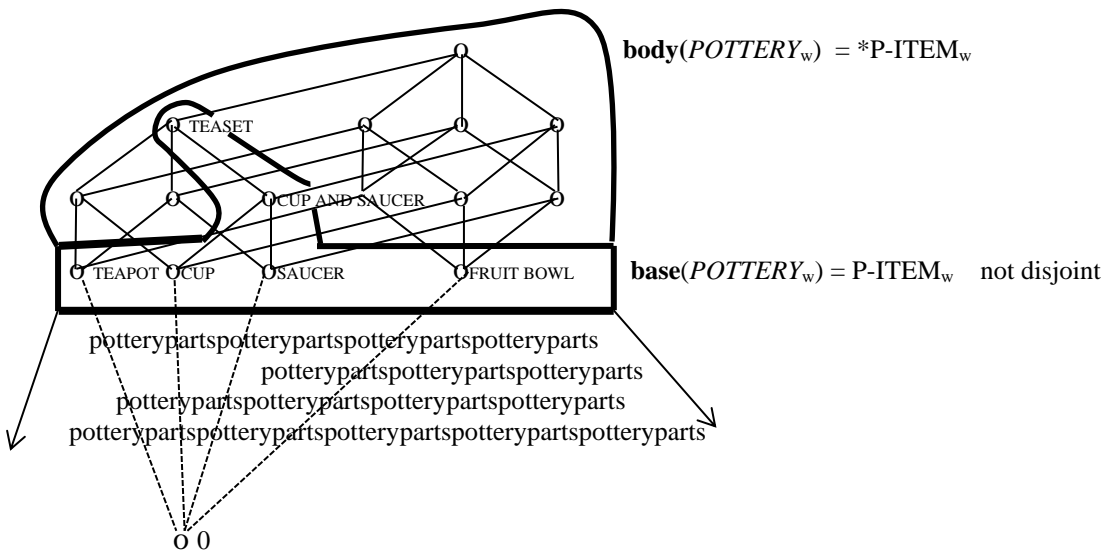 body(POTTERYw) = *P-ITEMw
TEASET
CUP AND SAUCER
TEAPOT CUP SAUCER FRUIT BOWL
base(POTTERYw) = P-ITEMw not disjoint
potterypartspotterypartspotterypartspotteryparts
potterypartspotterypartspotteryparts
potterypartspotterypartspotterypartspotteryparts
potterypartspotterypartspotterypartspotterypartspotteryparts
0